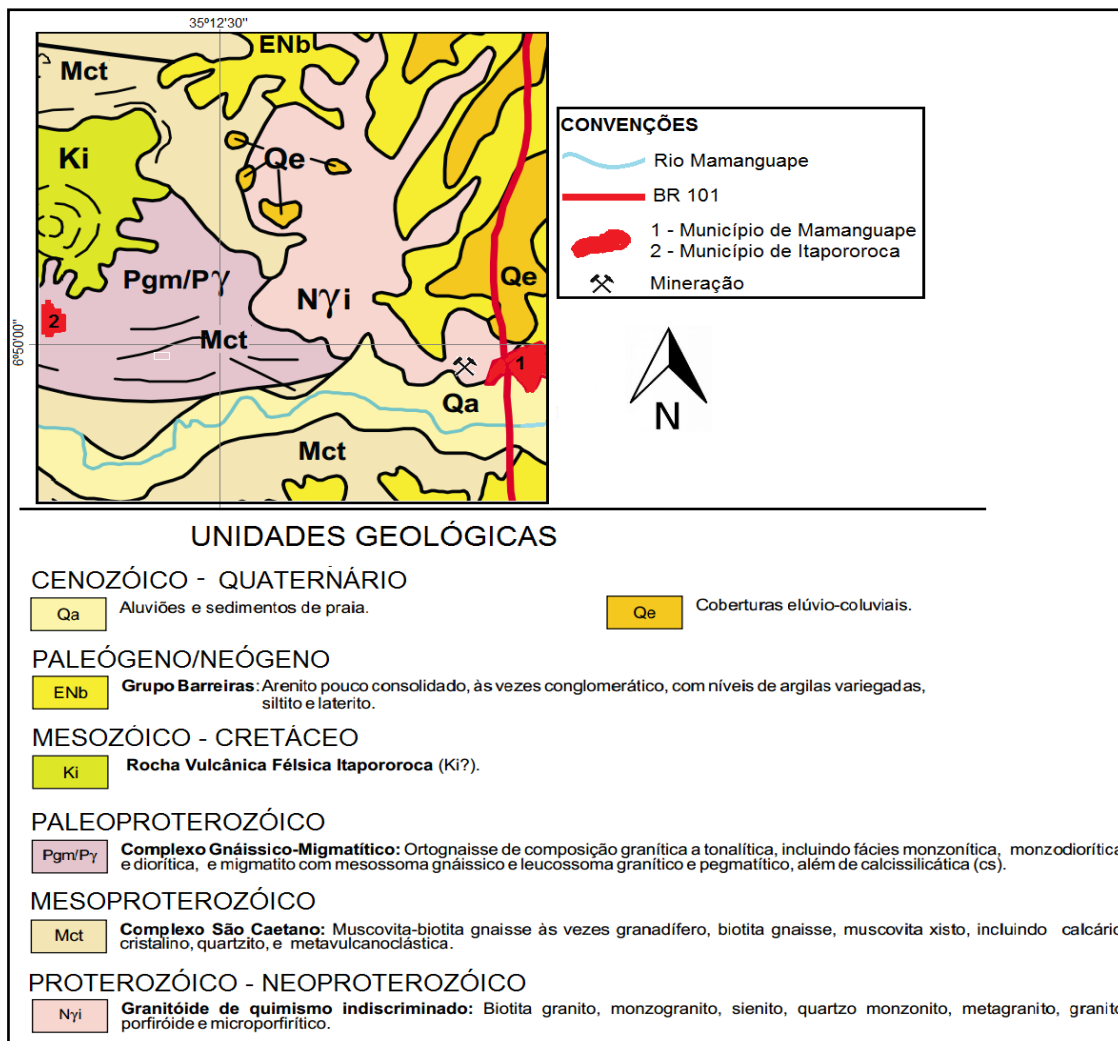 35º12'30"
ENb
Mct
Ki
Qe
Pgm/Pγ
Nγi
Qe
2
Mct
6º50'00"
1
Qa
Mct
CONVENÇÕES
Rio Mamanguape
BR 101
1 - Município de Mamanguape
2 - Município de Itapororoca
Mineração
N
UNIDADES GEOLÓGICAS
CENOZÓICO - QUATERNÁRIO
Qa Aluviões e sedimentos de praia.
Qe Coberturas elúvio-coluviais.
PALEÓGENO/NEÓGENO
ENb Grupo Barreiras: Arenito pouco consolidado, às vezes conglomerático, com níveis de argilas variegadas,
siltito e laterito.
MESOZÓICO - CRETÁCEO
Ki Rocha Vulcânica Félsica Itapororoca (Ki?).
PALEOPROTEROZÓICO
Pgm/Pγ Complexo Gnáissico-Migmatítico: Ortognaisse de composição granítica a tonalítica, incluindo fácies monzonítica, monzodiorítica
e diorítica, e migmatito com mesossoma gnáissico e leucossoma granítico e pegmatítico, além de calcissilicática (cs).
MESOPROTEROZÓICO
Mct Complexo São Caetano: Muscovita-biotita gnaisse às vezes granadífero, biotita gnaisse, muscovita xisto, incluindo calcário
cristalino, quartzito, e metavulcanoclástica.
PROTEROZÓICO - NEOPROTEROZÓICO
Nγi Granitóide de quimismo indiscriminado: Biotita granito, monzogranito, sienito, quartzo monzonito, metagranito, granito
porfiróide e microporfirítico.